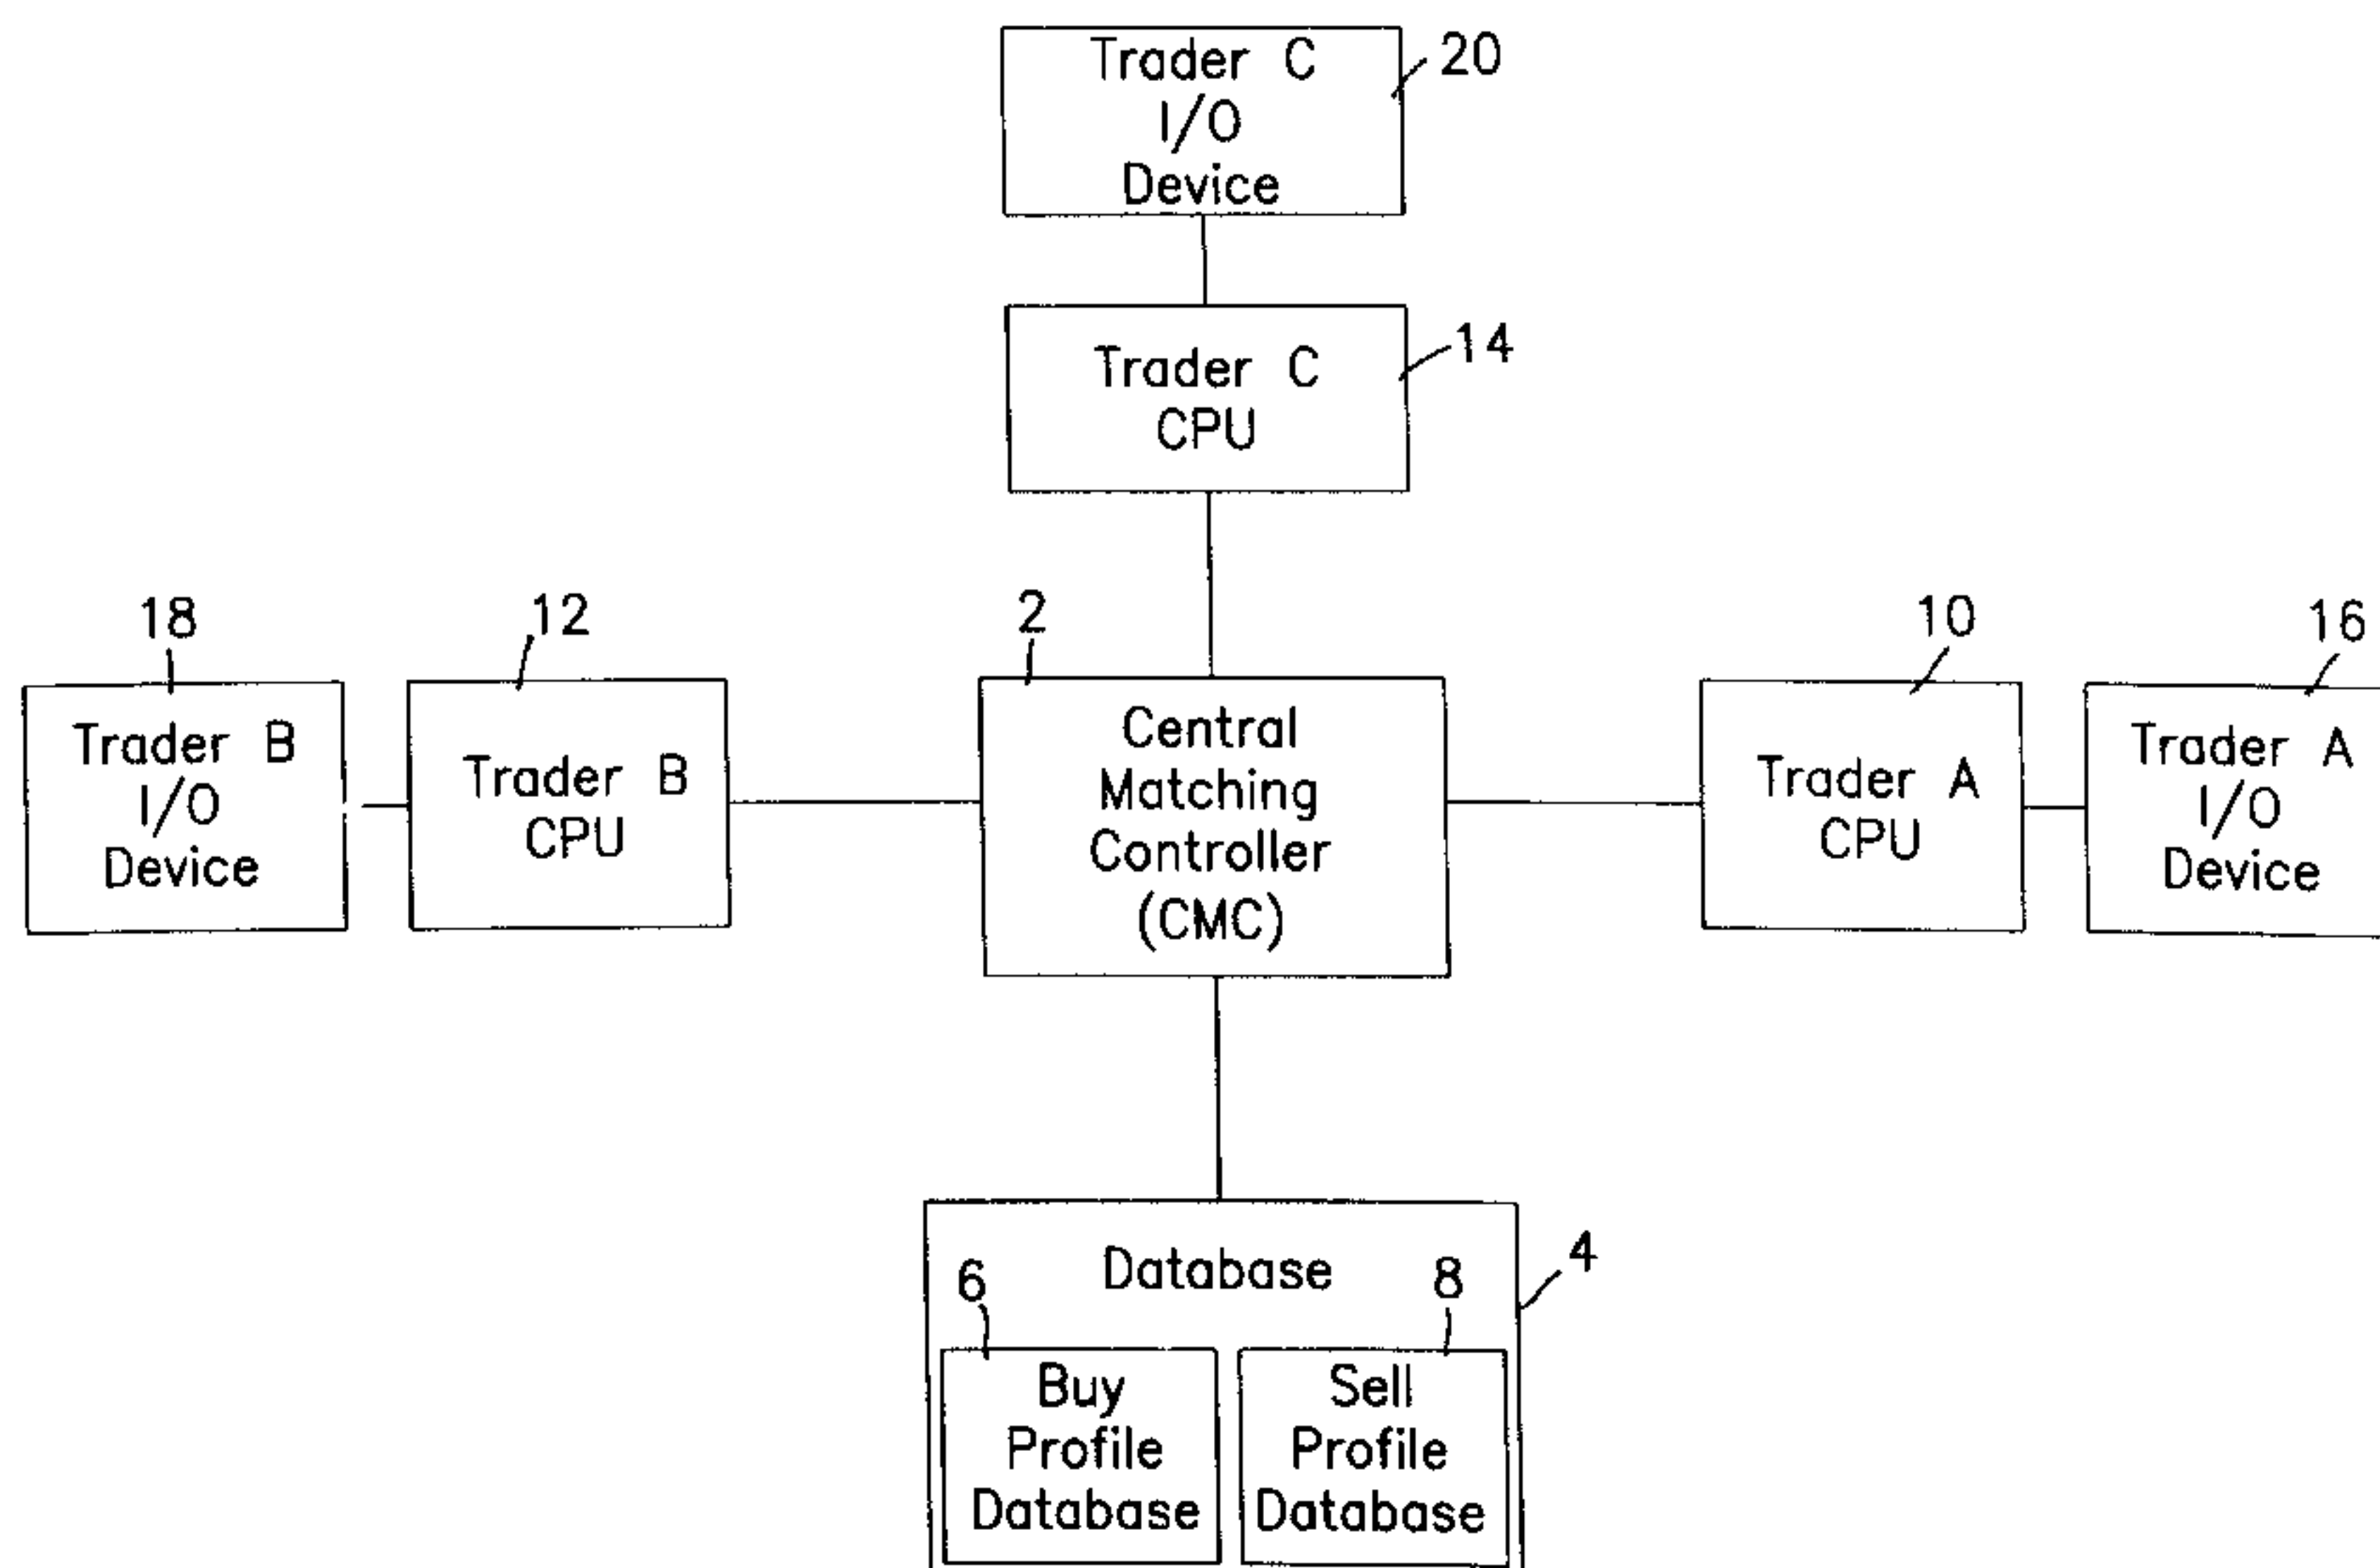 Trader C
I/O
Device
20
Trader C
CPU
14
18
Trader B
I/O
Device
12
Trader B
CPU
2
Central
Matching
Controller
(CMC)
10
Trader A
CPU
16
Trader A
I/O
Device
Database
4
6
Buy
Profile
Database
8
Sell
Profile
Database